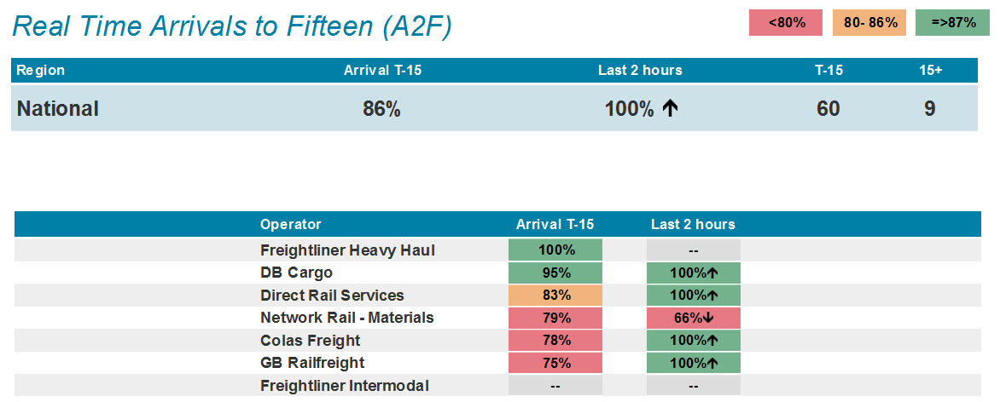 Real Time Arrivals to Fifteen (A2F) <80% 80- 86% =>87%
Region Arrival T-15 Last 2 hours T-15 15+
National 86% 100% ↑ 60 9
Operator Arrival T-15 Last 2 hours
Freightliner Heavy Haul 100% --
DB Cargo 95% 100%↑
Direct Rail Services 83% 100%↑
Network Rail - Materials 79% 66%↓
Colas Freight 78% 100%↑
GB Railfreight 75% 100%↑
Freightliner Intermodal -- --